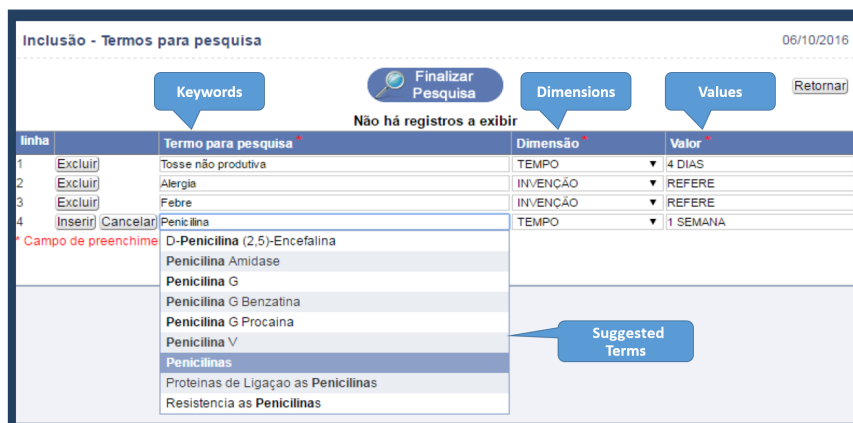 Inclusão - Termos para pesquisa 06/10/2016
Finalizar
Pesquisa
Keywords Dimensions Values Retornar
Não há registros a exibir
linha Termo para pesquisa * Dimensão * Valor *
1 Excluir Tosse não produtiva TEMPO 4 DIAS
2 Excluir Alergia INVENÇÃO REFERE
3 Excluir Febre INVENÇÃO REFERE
4 Inserir Cancelar Penicilina TEMPO 1 SEMANA
* Campo de preenchime
D-Penicilina (2,5)-Encefalina
Penicilina Amidase
Penicilina G
Penicilina G Benzatina
Penicilina G Procaina
Penicilina V
Penicilinas
Proteinas de Ligaçao as Penicilinas
Resistencia as Penicilinas
Suggested
Terms